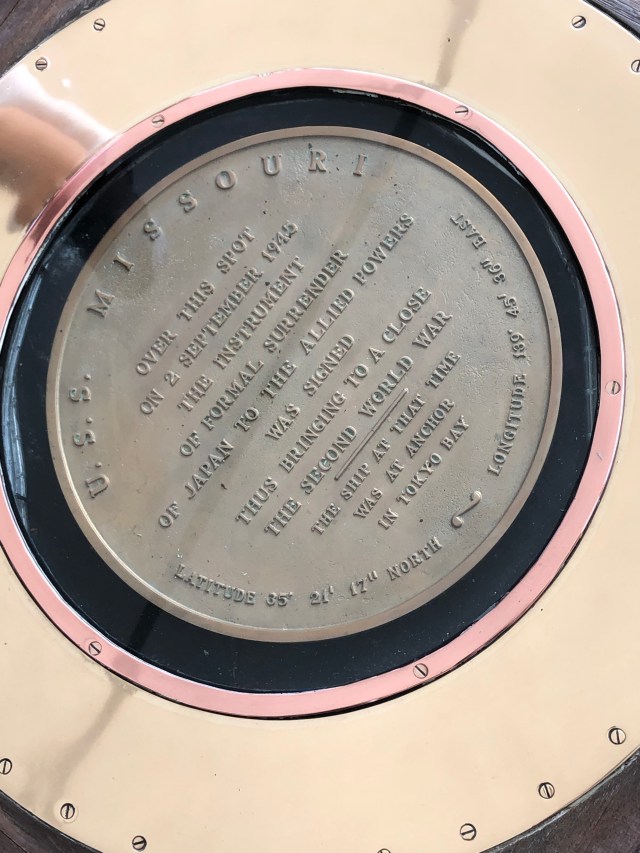 U.S.S. MISSOURI
OVER THIS SPOT
ON 2 SEPTEMBER 1945
THE INSTRUMENT
OF FORMAL SURRENDER
OF JAPAN TO THE ALLIED POWERS
WAS SIGNED
THUS BRINGING TO A CLOSE
THE SECOND WORLD WAR
THE SHIP AT THAT TIME
WAS AT ANCHOR
IN TOKYO BAY
LATITUDE 35° 21' 17" NORTH ~ LONGITUDE 139° 45' 36" EAST